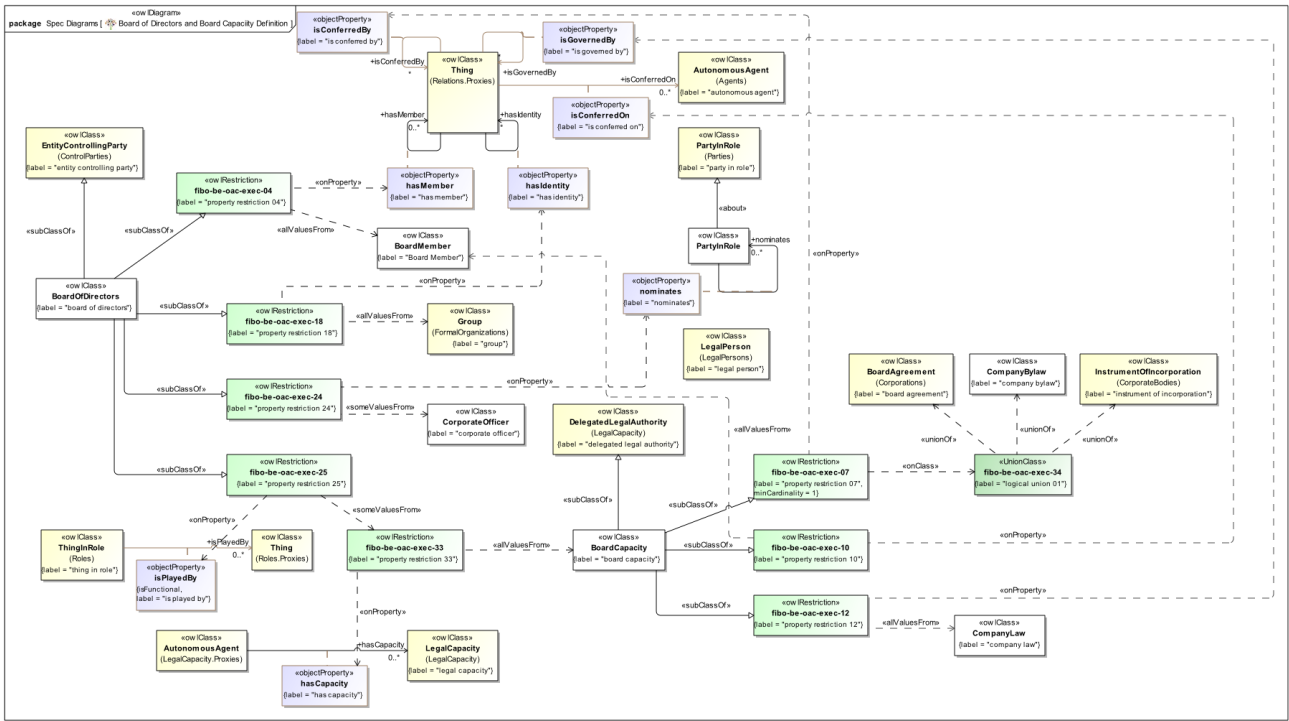 «owlDiagram»
package Spec Diagrams [ Board of Directors and Board Capacity Definition ]
«objectProperty»
isConferredBy
{label = "is conferred by"}
«objectProperty»
isGovernedBy
{label = "is governed by"}
+isConferredBy
*
«owlClass»
Thing
(Relations.Proxies)
*
+isGovernedBy
+isConferredOn
0..*
«owlClass»
AutonomousAgent
(Agents)
{label = "autonomous agent"}
«objectProperty»
isConferredOn
{label = "is conferred on"}
+hasMember
0..*
+hasIdentity
*
«owlClass»
EntityControllingParty
(ControlParties)
{label = "entity controlling party"}
«owlClass»
PartyInRole
(Parties)
{label = "party in role"}
«owlRestriction»
fibo-be-oac-exec-04
{label = "property restriction 04"}
«onProperty»
«objectProperty»
hasMember
{label = "has member"}
«objectProperty»
hasIdentity
{label = "has identity"}
«about»
«subClassOf»
«subClassOf»
«allValuesFrom»
«owlClass»
BoardMember
{label = "Board Member"}
«owlClass»
PartyInRole
+nominates
0..*
«onProperty»
«onProperty»
«owlClass»
BoardOfDirectors
{label = "board of directors"}
«objectProperty»
nominates
{label = "nominates"}
«subClassOf»
«owlRestriction»
fibo-be-oac-exec-18
{label = "property restriction 18"}
«allValuesFrom»
«owlClass»
Group
(FormalOrganizations)
{label = "group"}
«owlClass»
LegalPerson
(LegalPersons)
{label = "legal person"}
«owlClass»
BoardAgreement
(Corporations)
{label = "board agreement"}
«owlClass»
CompanyBylaw
{label = "company bylaw"}
«owlClass»
InstrumentOfIncorporation
(CorporateBodies)
{label = "instrument of incorporation"}
«subClassOf»
«owlRestriction»
fibo-be-oac-exec-24
{label = "property restriction 24"}
«onProperty»
«someValuesFrom»
«owlClass»
CorporateOfficer
{label = "corporate officer"}
«owlClass»
DelegatedLegalAuthority
(LegalCapacity)
{label = "delegated legal authority"}
«allValuesFrom»
«unionOf»
«unionOf»
«unionOf»
«subClassOf»
«owlRestriction»
fibo-be-oac-exec-25
{label = "property restriction 25"}
«owlRestriction»
fibo-be-oac-exec-07
{label = "property restriction 07",
minCardinality = 1}
«onClass»
«UnionClass»
fibo-be-oac-exec-34
{label = "logical union 01"}
«onProperty»
«someValuesFrom»
«subClassOf»
«subClassOf»
«owlClass»
ThingInRole
(Roles)
{label = "thing in role"}
+isPlayedBy
0..*
«owlClass»
Thing
(Roles.Proxies)
«objectProperty»
isPlayedBy
{isFunctional,
label = "is played by"}
«owlRestriction»
fibo-be-oac-exec-33
{label = "property restriction 33"}
«allValuesFrom»
«owlClass»
BoardCapacity
{label = "board capacity"}
«subClassOf»
«owlRestriction»
fibo-be-oac-exec-10
{label = "property restriction 10"}
«onProperty»
«onProperty»
«subClassOf»
«owlRestriction»
fibo-be-oac-exec-12
{label = "property restriction 12"}
«onProperty»
«allValuesFrom»
«owlClass»
CompanyLaw
{label = "company law"}
«owlClass»
AutonomousAgent
(LegalCapacity.Proxies)
+hasCapacity
0..*
«owlClass»
LegalCapacity
(LegalCapacity)
{label = "legal capacity"}
«objectProperty»
hasCapacity
{label = "has capacity"}